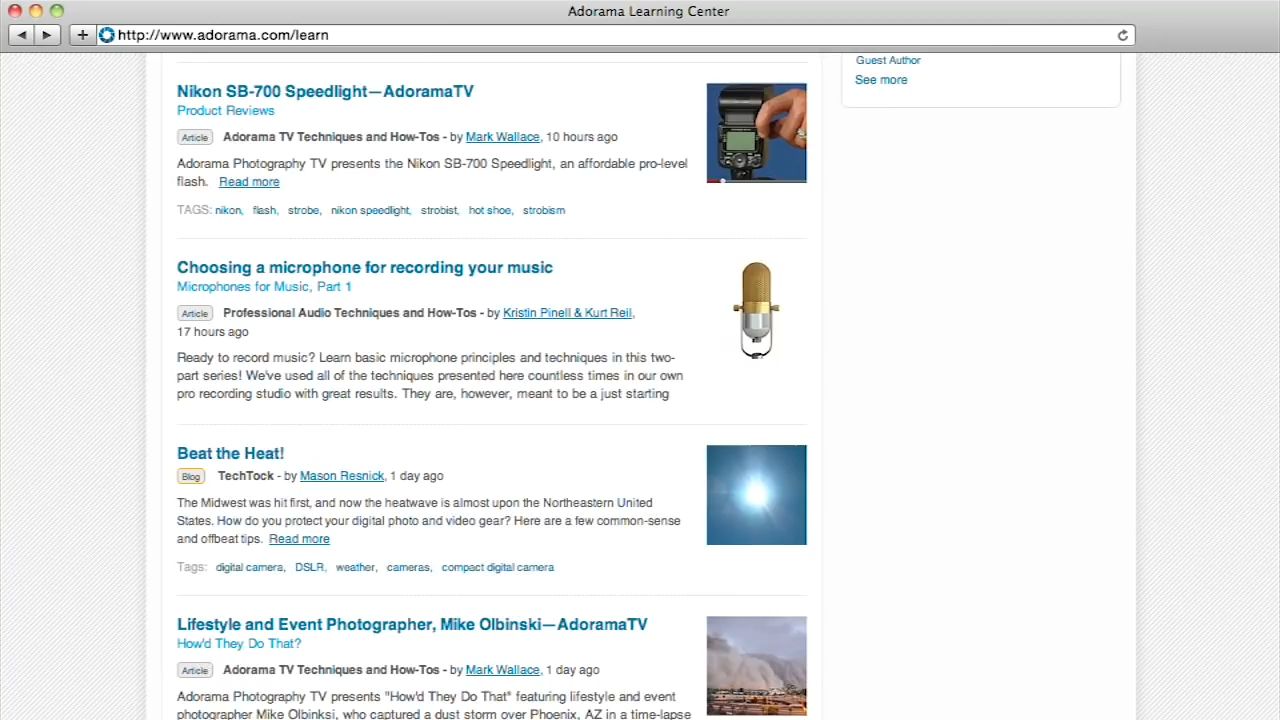 Adorama Learning Center
http://www.adorama.com/learn
Guest Author
See more
Nikon SB-700 Speedlight—AdoramaTV
Product Reviews
Article Adorama TV Techniques and How-Tos - by Mark Wallace, 10 hours ago
Adorama Photography TV presents the Nikon SB-700 Speedlight, an affordable pro-level
flash. Read more
TAGS: nikon, flash, strobe, nikon speedlight, strobist, hot shoe, strobism
Choosing a microphone for recording your music
Microphones for Music, Part 1
Article Professional Audio Techniques and How-Tos - by Kristin Pinell & Kurt Reil,
17 hours ago
Ready to record music? Learn basic microphone principles and techniques in this two-
part series! We've used all of the techniques presented here countless times in our own
pro recording studio with great results. They are, however, meant to be a just starting
Beat the Heat!
Blog TechTock - by Mason Resnick, 1 day ago
The Midwest was hit first, and now the heatwave is almost upon the Northeastern United
States. How do you protect your digital photo and video gear? Here are a few common-sense
and offbeat tips. Read more
Tags: digital camera, DSLR, weather, cameras, compact digital camera
Lifestyle and Event Photographer, Mike Olbinski—AdoramaTV
How'd They Do That?
Article Adorama TV Techniques and How-Tos - by Mark Wallace, 1 day ago
Adorama Photography TV presents "How'd They Do That" featuring lifestyle and event
photographer Mike Olbinksi, who captured a dust storm over Phoenix, AZ in a time-lapse